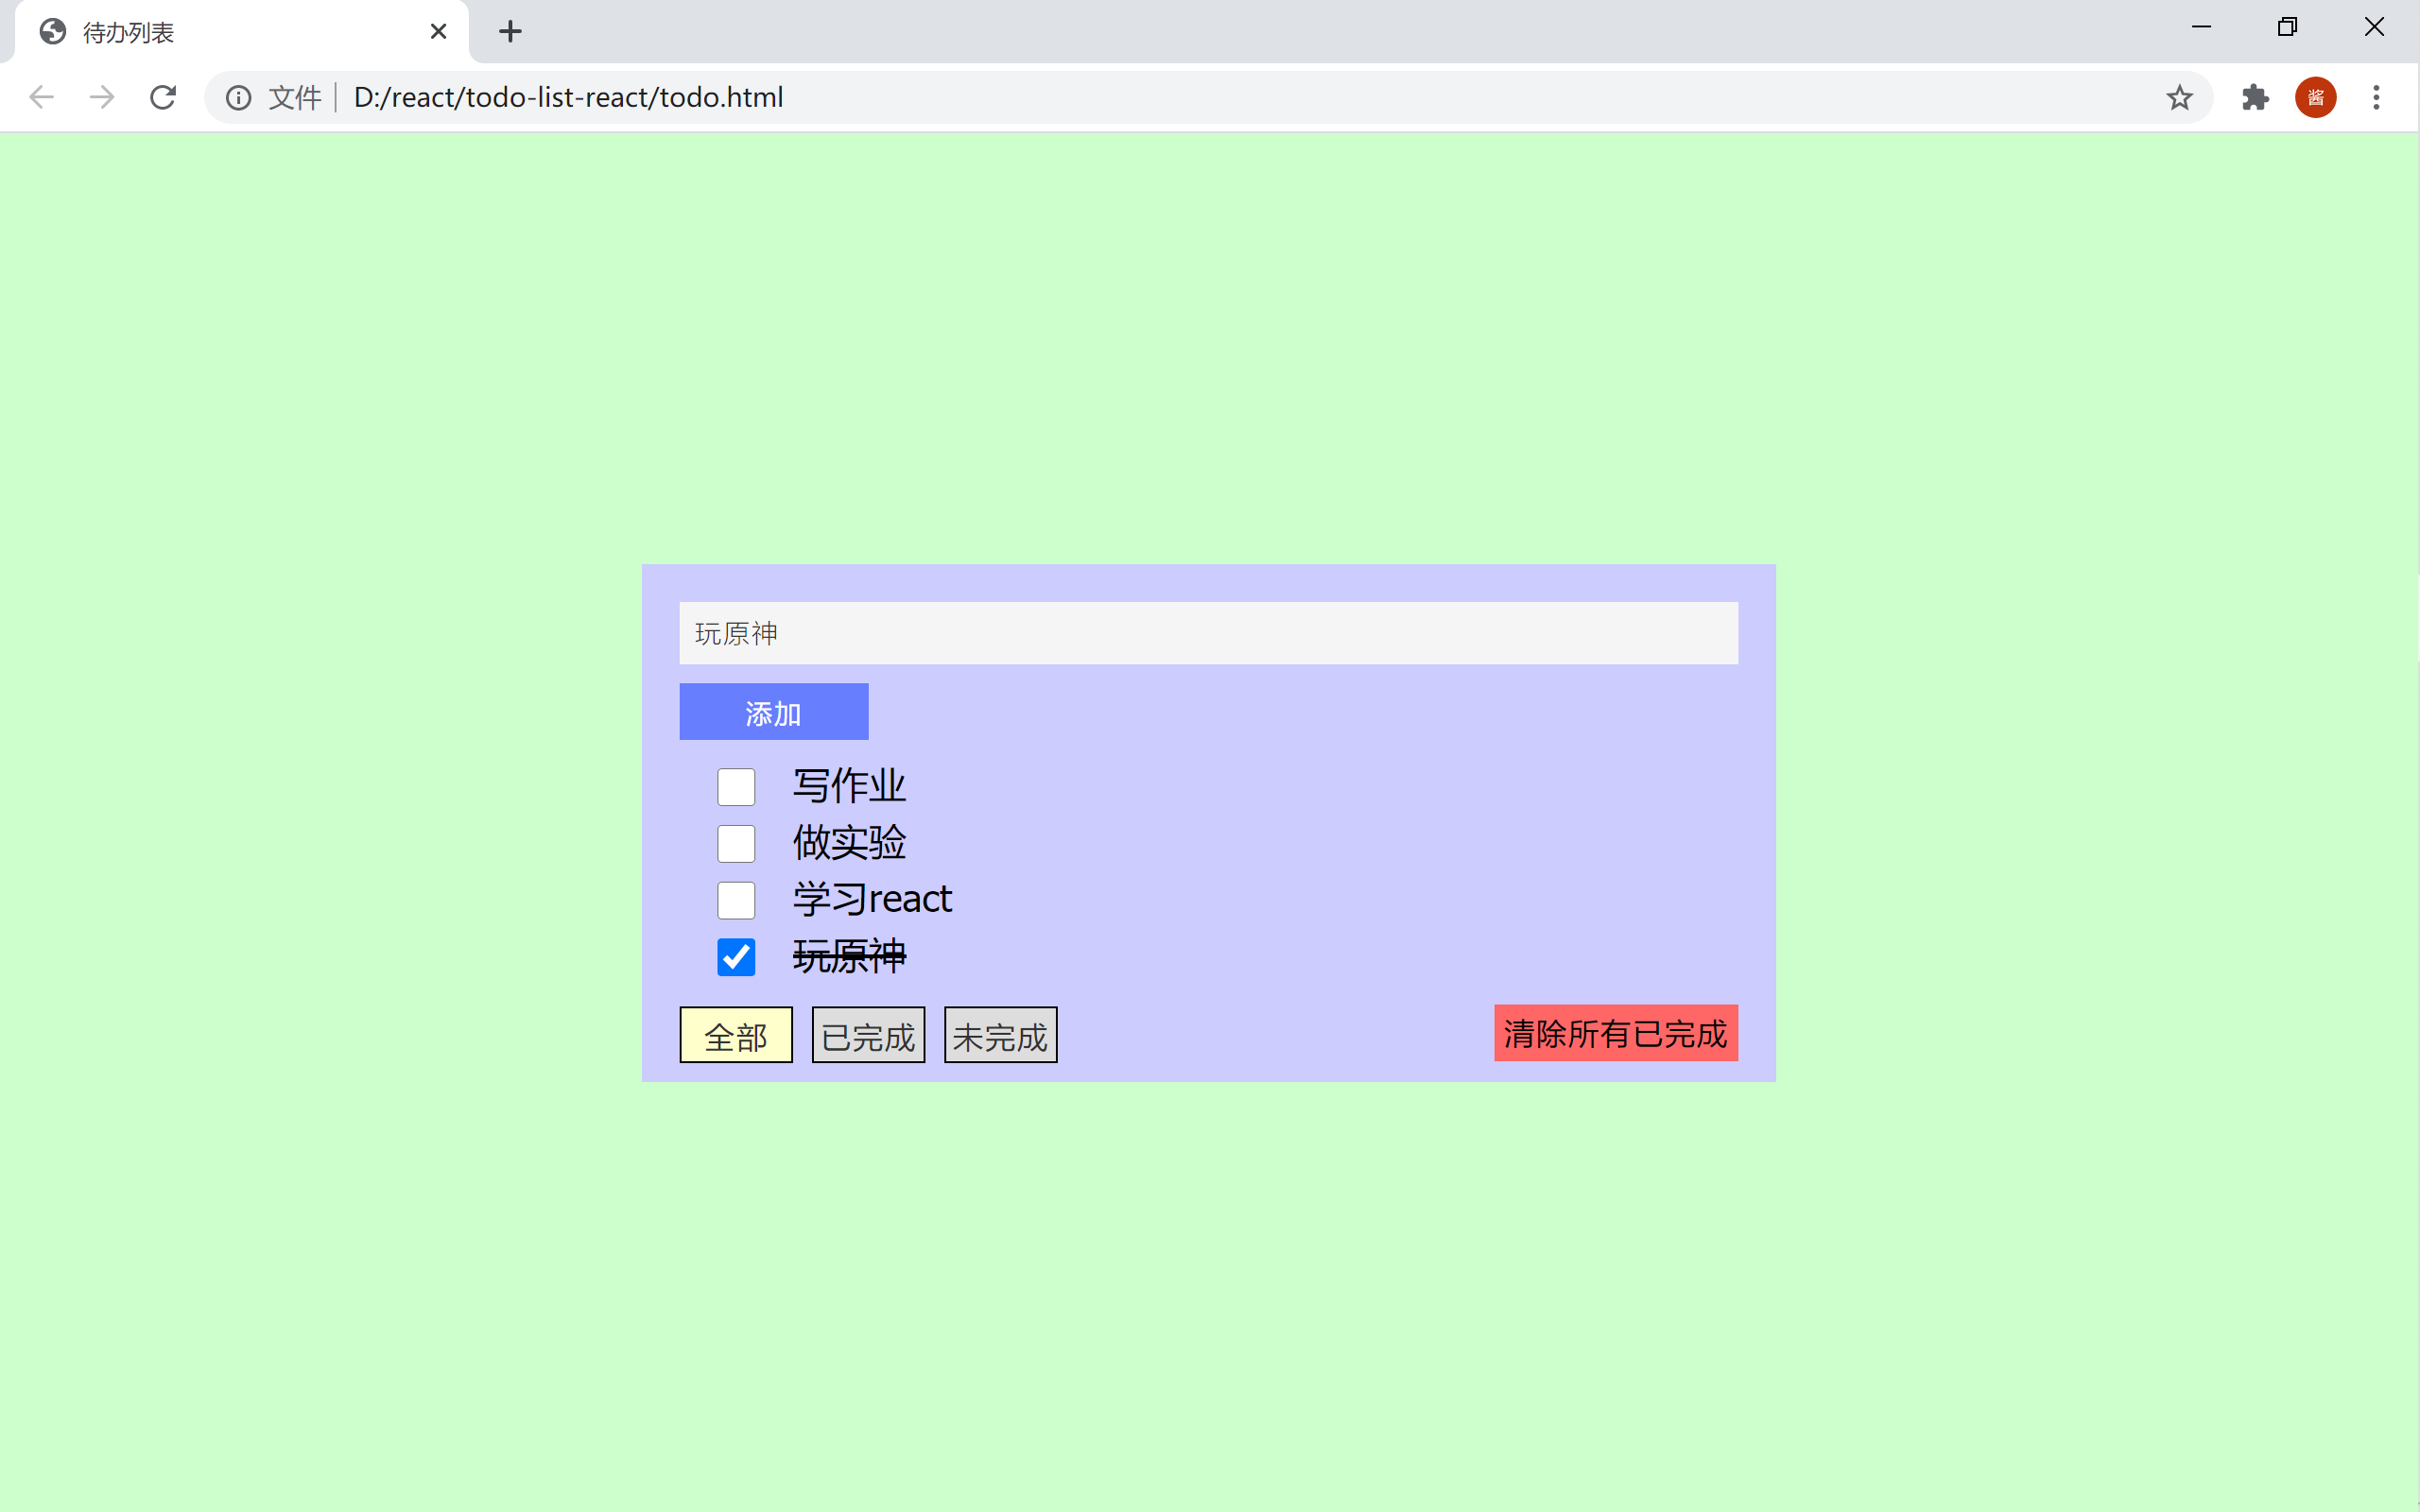 待办列表
文件 D:/react/todo-list-react/todo.html 酱
玩原神
添加
写作业
做实验
学习react
玩原神
全部 已完成 未完成 清除所有已完成